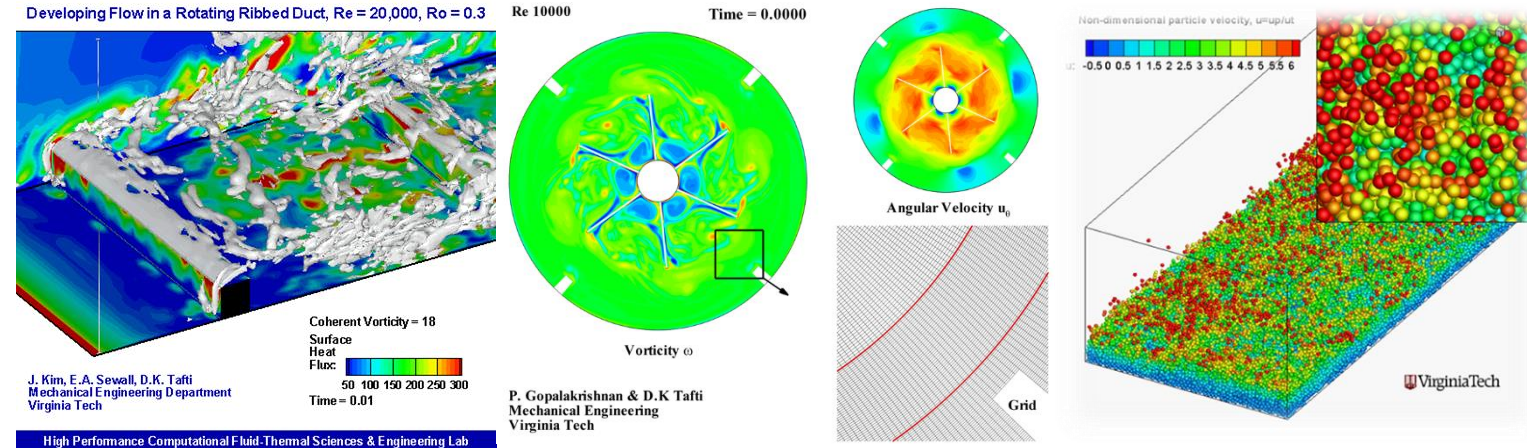 Developing Flow in a Rotating Ribbed Duct, Re = 20,000, Ro = 0.3
Coherent Vorticity = 18
Surface
Heat
Flux:
50 100 150 200 250 300
Time = 0.01
J. Kim, E.A. Sewall, D.K. Tafti
Mechanical Engineering Department
Virginia Tech
High Performance Computational Fluid-Thermal Sciences & Engineering Lab
Re 10000
Time = 0.0000
Vorticity ω
P. Gopalakrishnan & D.K Tafti
Mechanical Engineering
Virginia Tech
Angular Velocity uθ
Grid
Non-dimensional particle velocity, u=up/ut
u: -0.5 0 0.5 1 1.5 2 2.5 3 3.5 4 4.5 5 5.5 6
VirginiaTech